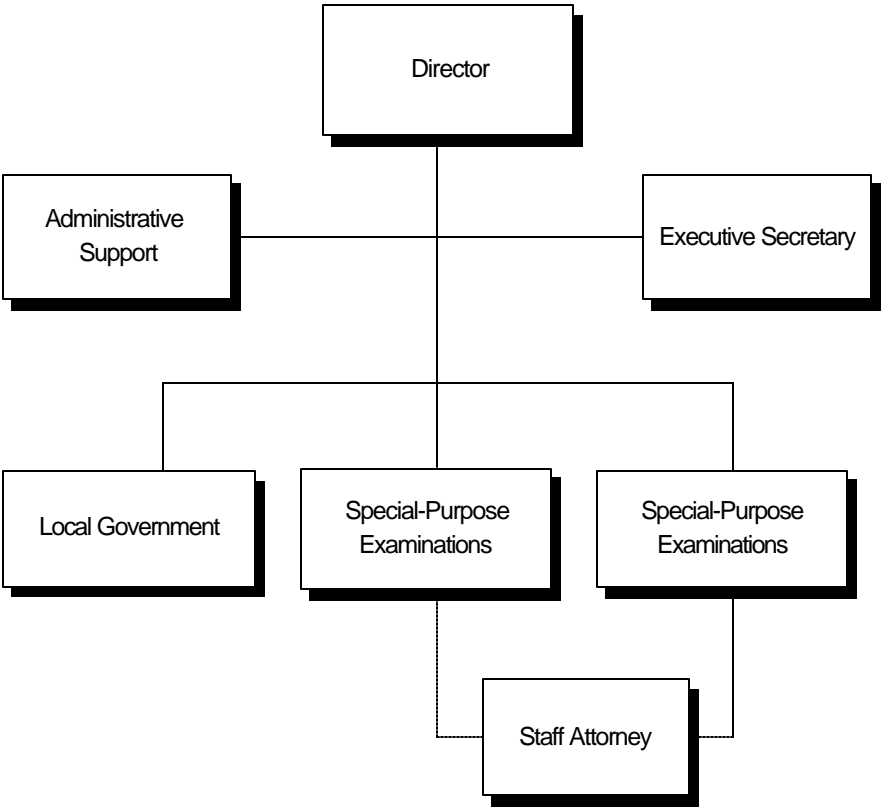 Director
Administrative
Support
Executive Secretary
Local Government
Special-Purpose
Examinations
Special-Purpose
Examinations
Staff Attorney